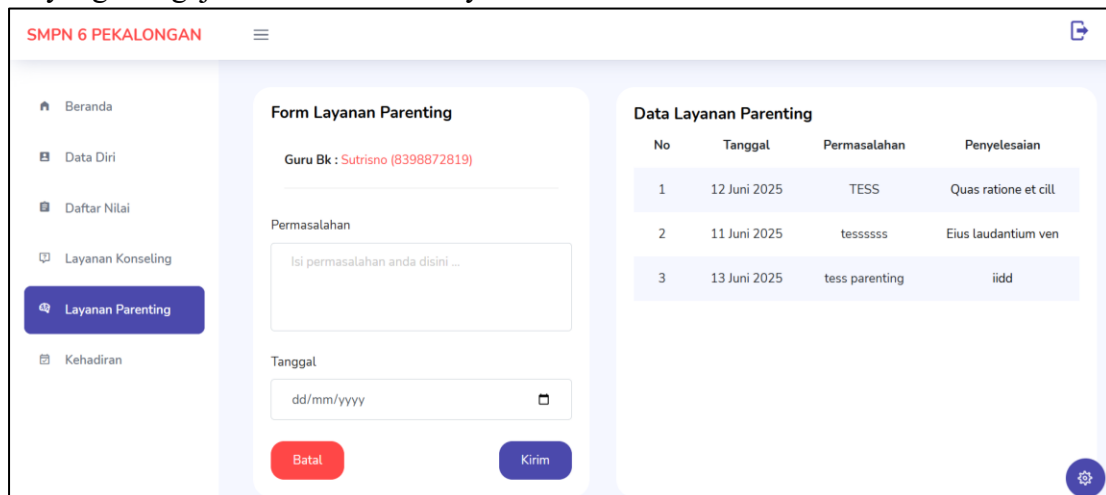 SMPN 6 PEKALONGAN
Beranda
Data Diri
Daftar Nilai
Layanan Konseling
Layanan Parenting
Kehadiran
Form Layanan Parenting
Guru Bk : Sutrisno (8398872819)
Permasalahan
Isi permasalahan anda disini ...
Tanggal
dd/mm/yyyy
Batal Kirim
Data Layanan Parenting
No Tanggal Permasalahan Penyelesaian
1 12 Juni 2025 TESS Quas ratione et cill
2 11 Juni 2025 tessssss Eius laudantium ven
3 13 Juni 2025 tess parenting iidd